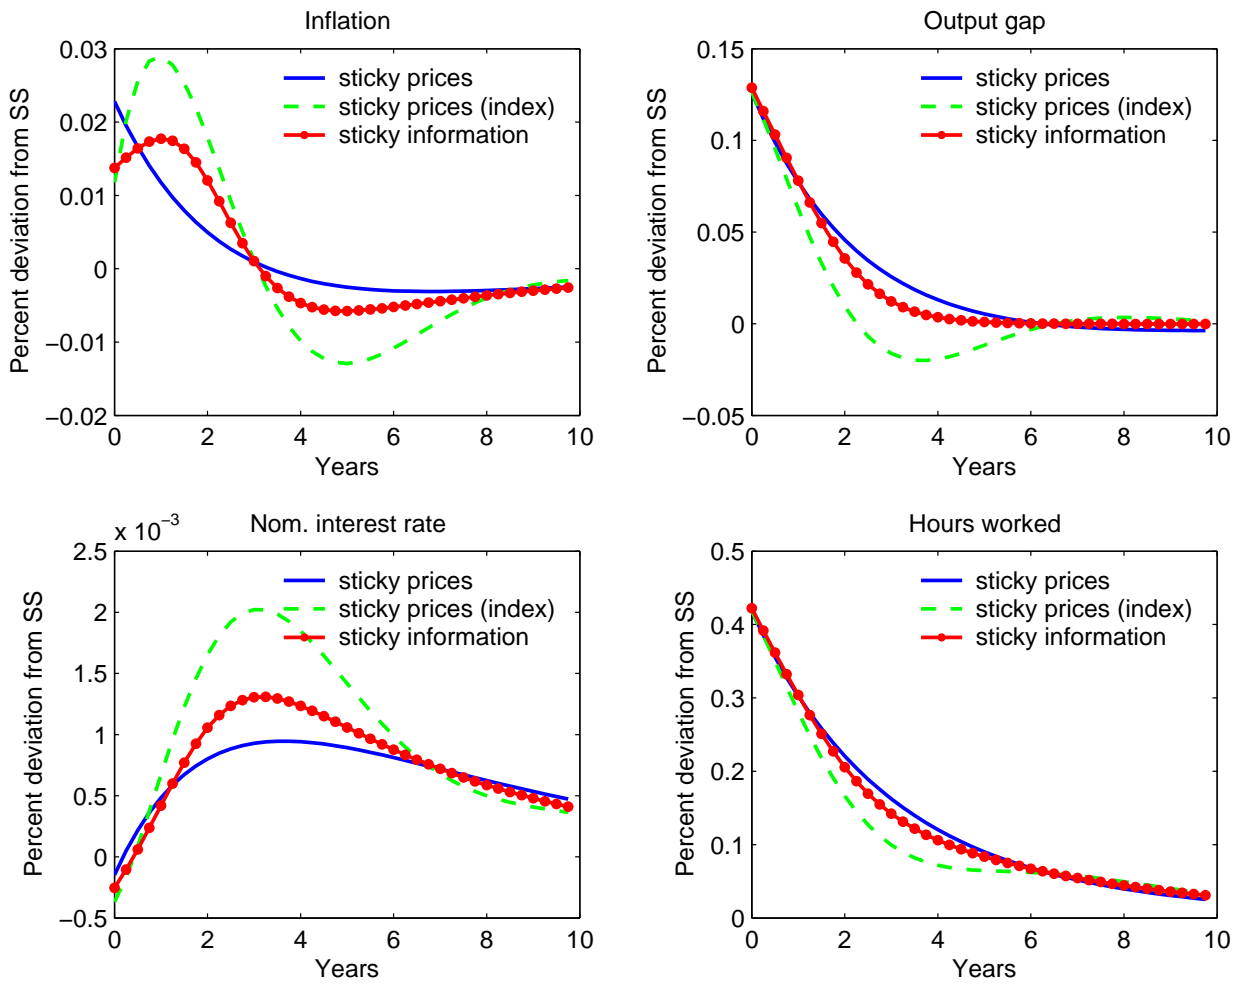 Inflation
Percent deviation from SS
0.03
0.02
0.01
0
−0.01
−0.02
0 2 4 6 8 10
Years
sticky prices
sticky prices (index)
sticky information
Output gap
Percent deviation from SS
0.15
0.1
0.05
0
−0.05
0 2 4 6 8 10
Years
sticky prices
sticky prices (index)
sticky information
Nom. interest rate
x 10−3
Percent deviation from SS
2.5
2
1.5
1
0.5
0
−0.5
0 2 4 6 8 10
Years
sticky prices
sticky prices (index)
sticky information
Hours worked
Percent deviation from SS
0.5
0.4
0.3
0.2
0.1
0
0 2 4 6 8 10
Years
sticky prices
sticky prices (index)
sticky information